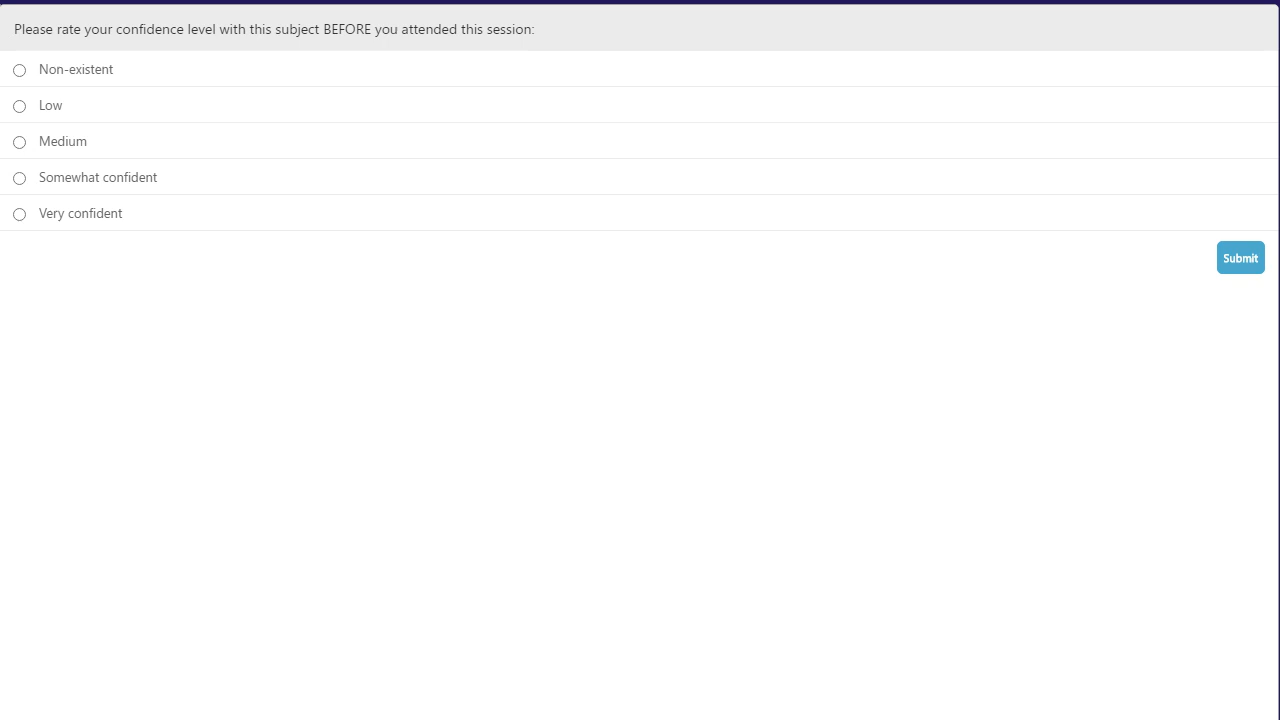 Please rate your confidence level with this subject BEFORE you attended this session:
Non-existent
Low
Medium
Somewhat confident
Very confident
Submit